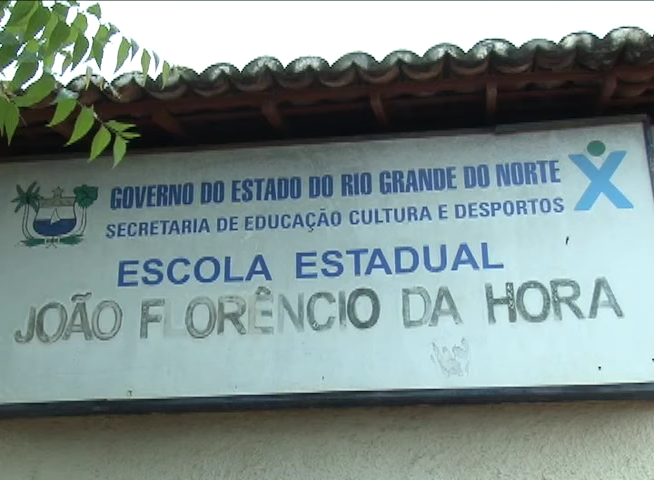 GOVERNO DO ESTADO DO RIO GRANDE DO NORTE
SECRETARIA DE EDUCAÇÃO CULTURA E DESPORTOS
ESCOLA ESTADUAL
JOÃO FLORÊNCIO DA HORA